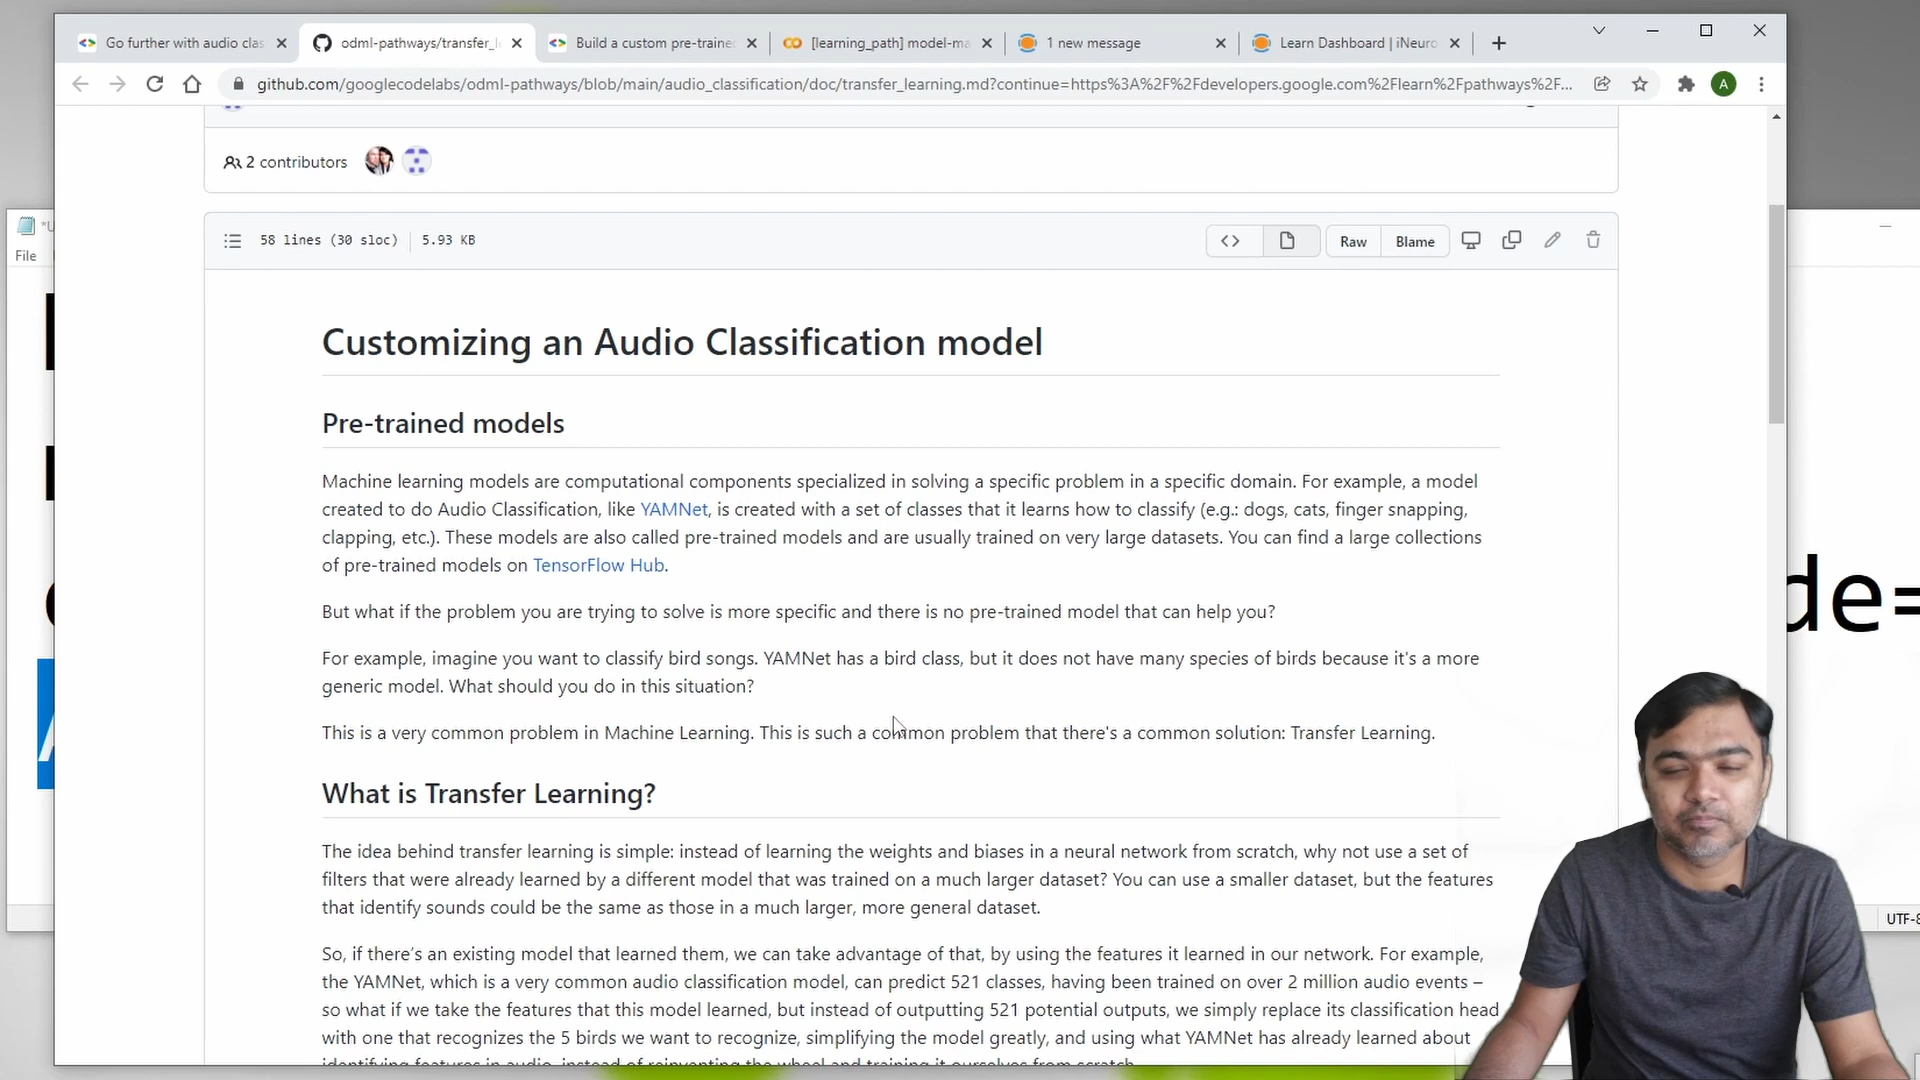 Go further with audio clas
odml-pathways/transfer_l
Build a custom pre-traine
[learning_path] model-ma
1 new message
Learn Dashboard | iNeuro
github.com/googlecodelabs/odml-pathways/blob/main/audio_classification/doc/transfer_learning.md?continue=https%3A%2F%2Fdevelopers.google.com%2Flearn%2Fpathways%2F...
A
2 contributors
58 lines (30 sloc) 5.93 KB
Raw
Blame
File
Customizing an Audio Classification model
Pre-trained models
Machine learning models are computational components specialized in solving a specific problem in a specific domain. For example, a model
created to do Audio Classification, like YAMNet, is created with a set of classes that it learns how to classify (e.g.: dogs, cats, finger snapping,
clapping, etc.). These models are also called pre-trained models and are usually trained on very large datasets. You can find a large collections
of pre-trained models on TensorFlow Hub.
But what if the problem you are trying to solve is more specific and there is no pre-trained model that can help you?
de=
For example, imagine you want to classify bird songs. YAMNet has a bird class, but it does not have many species of birds because it's a more
generic model. What should you do in this situation?
This is a very common problem in Machine Learning. This is such a common problem that there's a common solution: Transfer Learning.
What is Transfer Learning?
The idea behind transfer learning is simple: instead of learning the weights and biases in a neural network from scratch, why not use a set of
filters that were already learned by a different model that was trained on a much larger dataset? You can use a smaller dataset, but the features
that identify sounds could be the same as those in a much larger, more general dataset.
UTF-8
So, if there's an existing model that learned them, we can take advantage of that, by using the features it learned in our network. For example,
the YAMNet, which is a very common audio classification model, can predict 521 classes, having been trained on over 2 million audio events –
so what if we take the features that this model learned, but instead of outputting 521 potential outputs, we simply replace its classification head
with one that recognizes the 5 birds we want to recognize, simplifying the model greatly, and using what YAMNet has already learned about
identifying features in audio, instead of reinventing the wheel and training it ourselves from scratch.